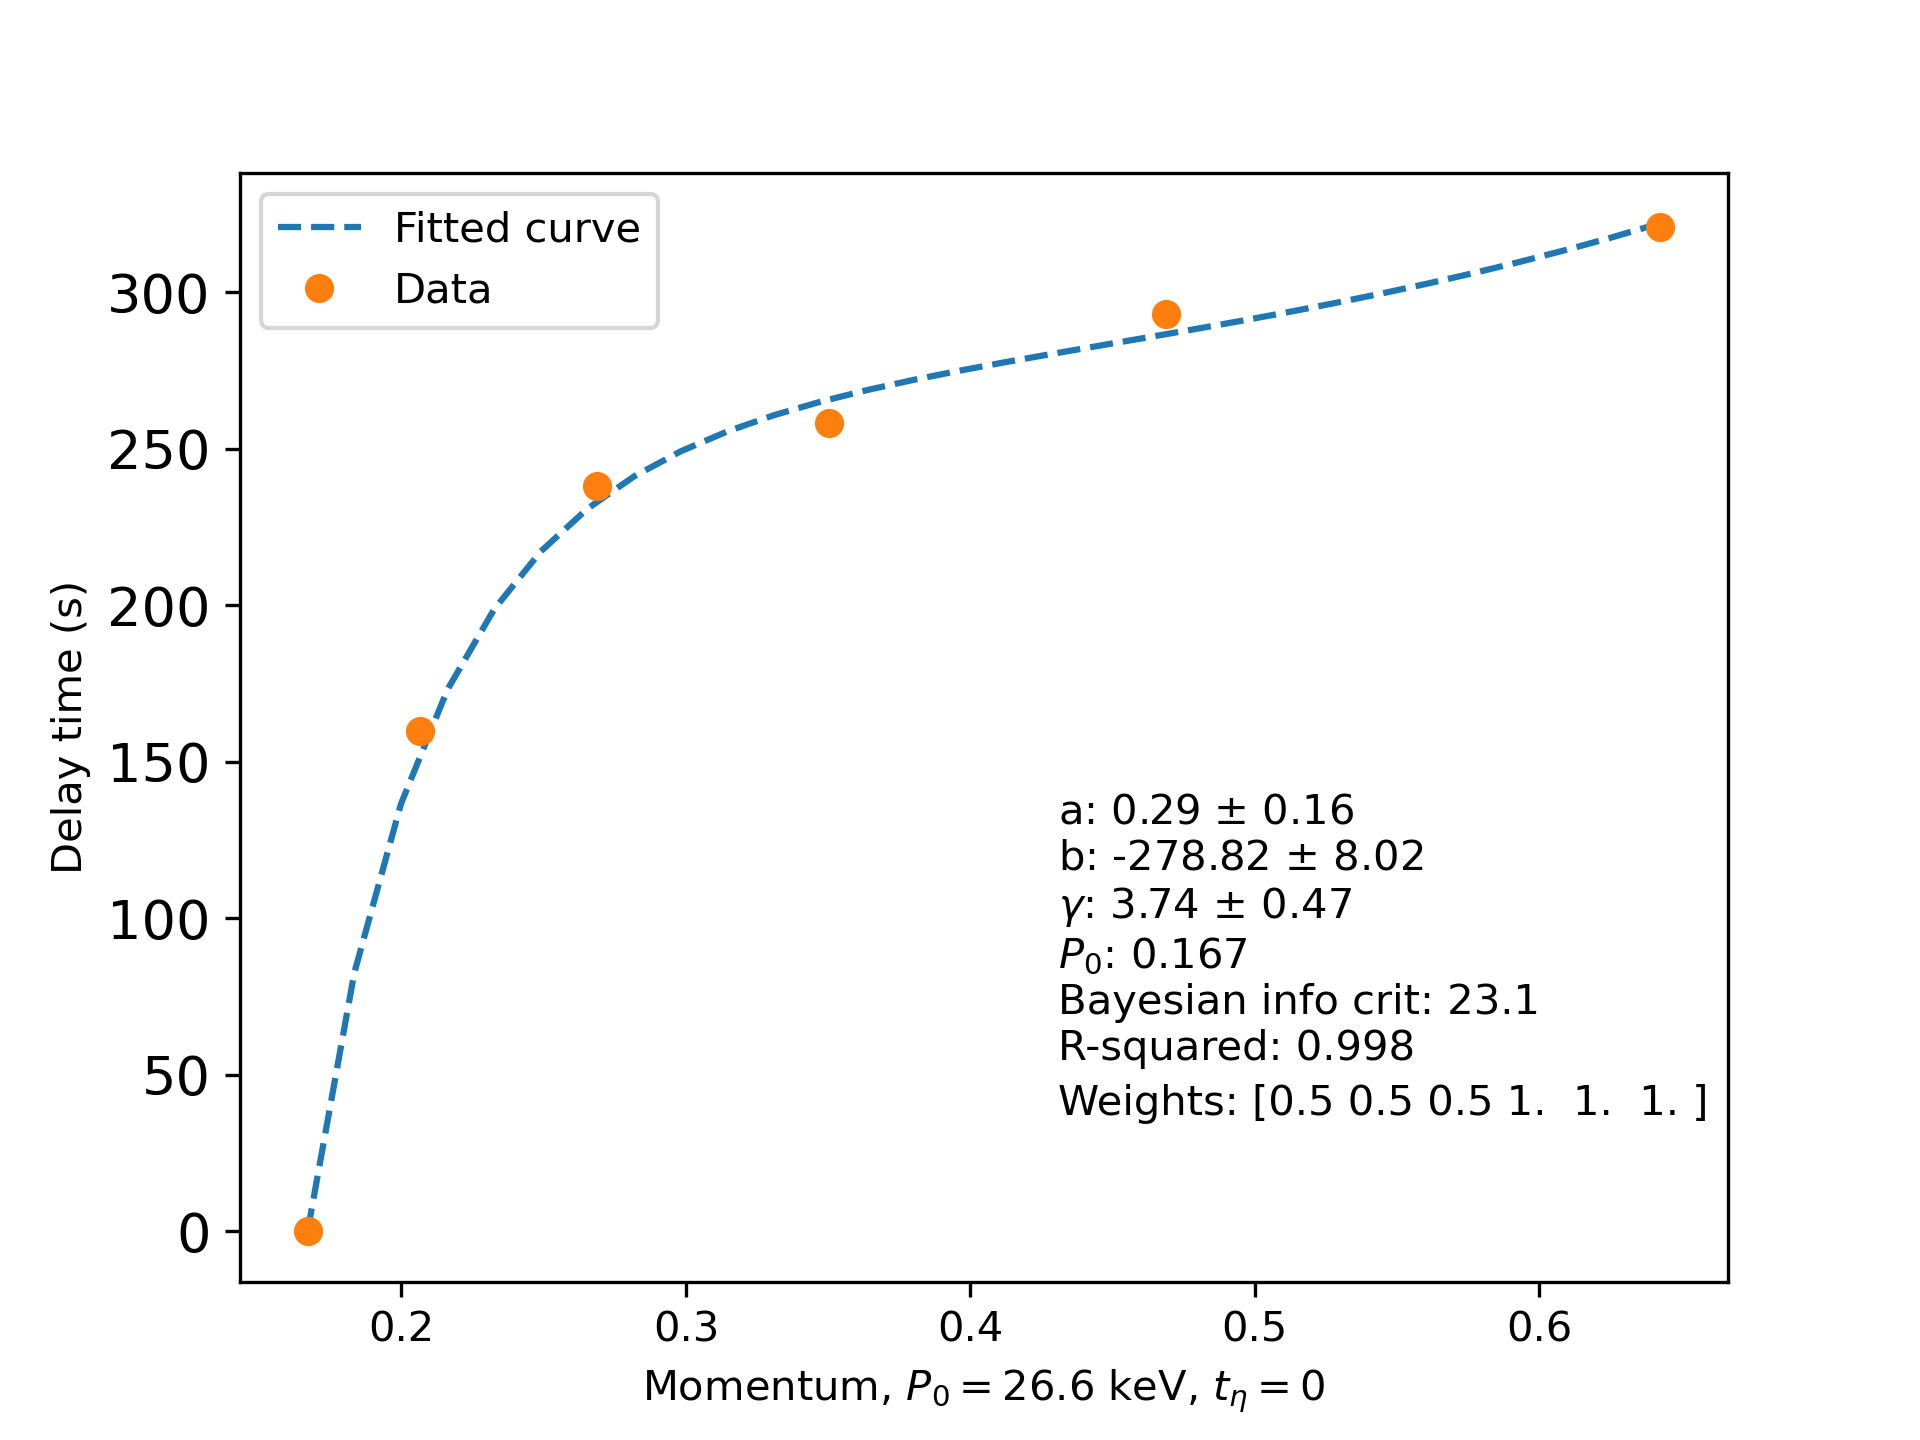 Fitted curve
Data
300
250
200
150
100
50
0
Delay time (s)
a: 0.29 ± 0.16
b: -278.82 ± 8.02
γ: 3.74 ± 0.47
P₀: 0.167
Bayesian info crit: 23.1
R-squared: 0.998
Weights: [0.5 0.5 0.5 1.  1.  1. ]
0.2 0.3 0.4 0.5 0.6
Momentum, P₀ = 26.6 keV, tη = 0